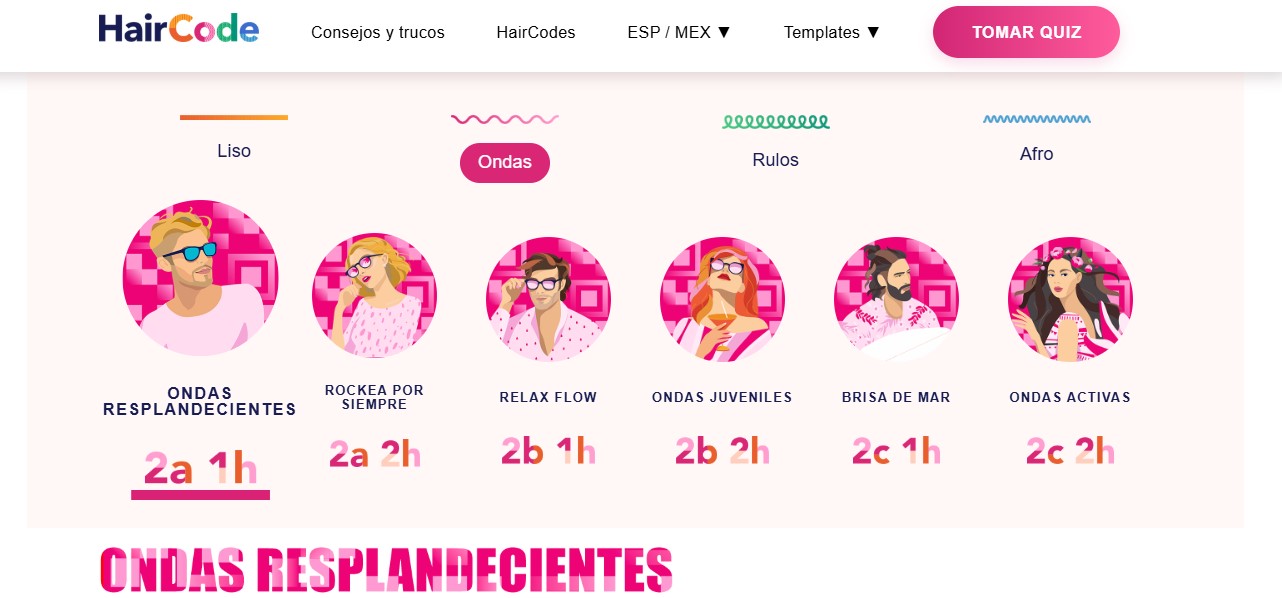 HairCode
Consejos y trucos
HairCodes
ESP / MEX ▼
Templates ▼
TOMAR QUIZ
Liso
Ondas
Rulos
Afro
ONDAS
RESPLANDECIENTES
2a 1h
ROCKEA POR
SIEMPRE
2a 2h
RELAX FLOW
2b 1h
ONDAS JUVENILES
2b 2h
BRISA DE MAR
2c 1h
ONDAS ACTIVAS
2c 2h
ONDAS RESPLANDECIENTES